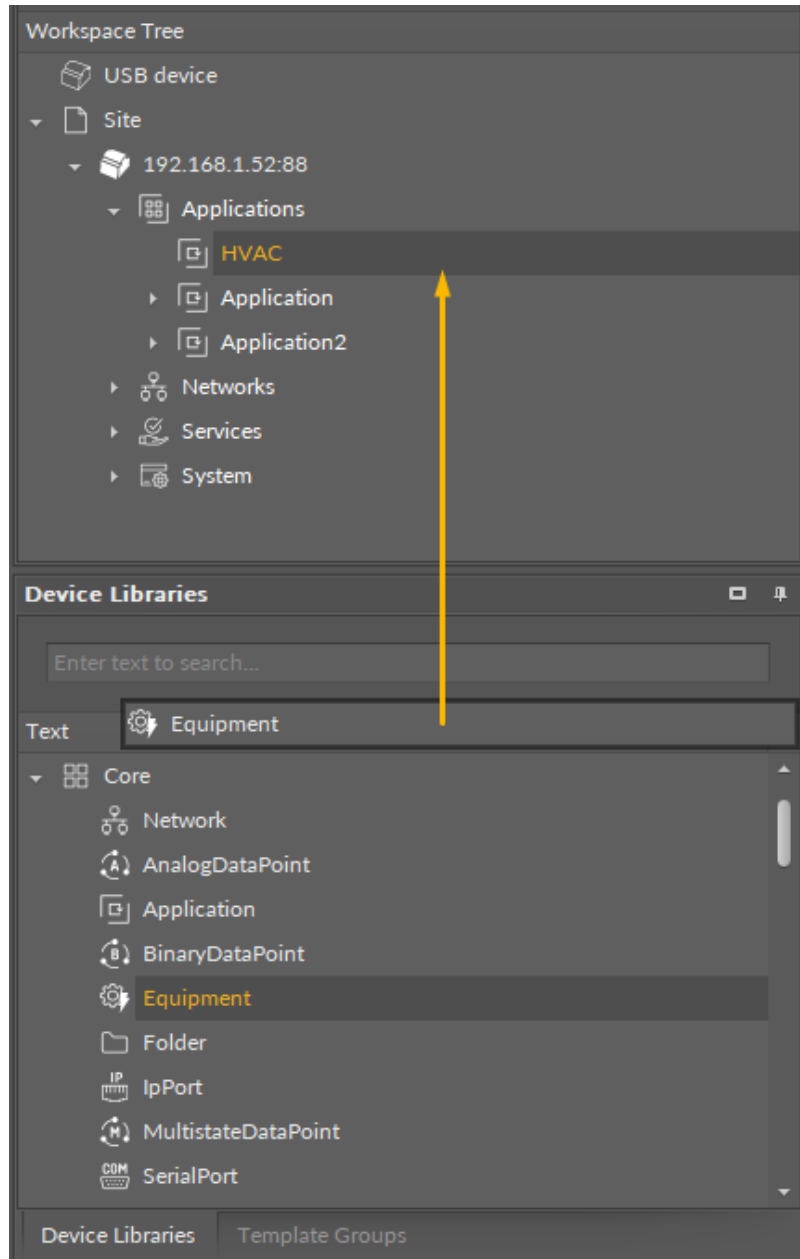 Workspace Tree
USB device
Site
192.168.1.52:88
Applications
HVAC
Application
Application2
Networks
Services
System
Device Libraries
Enter text to search...
Text
Equipment
Core
Network
A AnalogDataPoint
Application
B BinaryDataPoint
Equipment
Folder
IP IpPort
M MultistateDataPoint
COM SerialPort
Device Libraries Template Groups